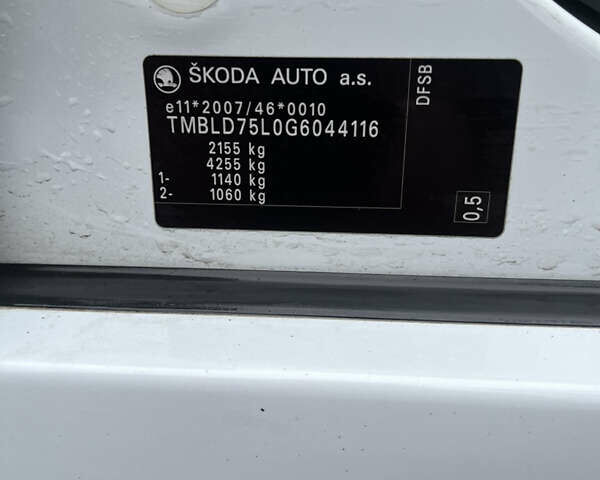 ŠKODA AUTO a.s.
e11*2007/46*0010
TMBLD75L0G6044116
2155 kg
4255 kg
1- 1140 kg
2- 1060 kg
DFSB
0,5